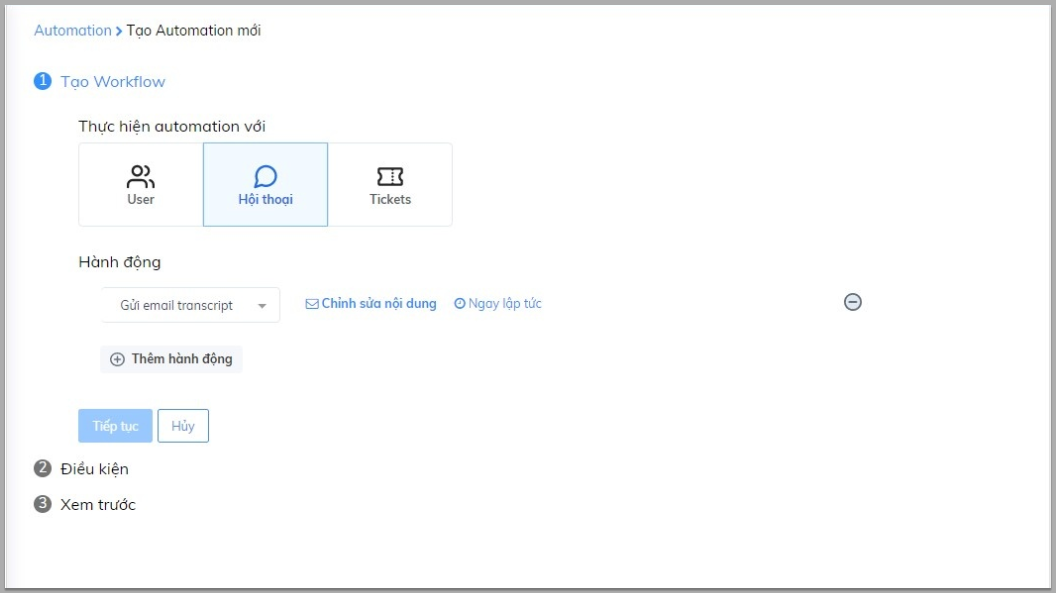 Automation > Tạo Automation mới
1 Tạo Workflow
Thực hiện automation với
User Hội thoại Tickets
Hành động
Gửi email transcript Chỉnh sửa nội dung Ngay lập tức
Thêm hành động
Tiếp tục Hủy
2 Điều kiện
3 Xem trước